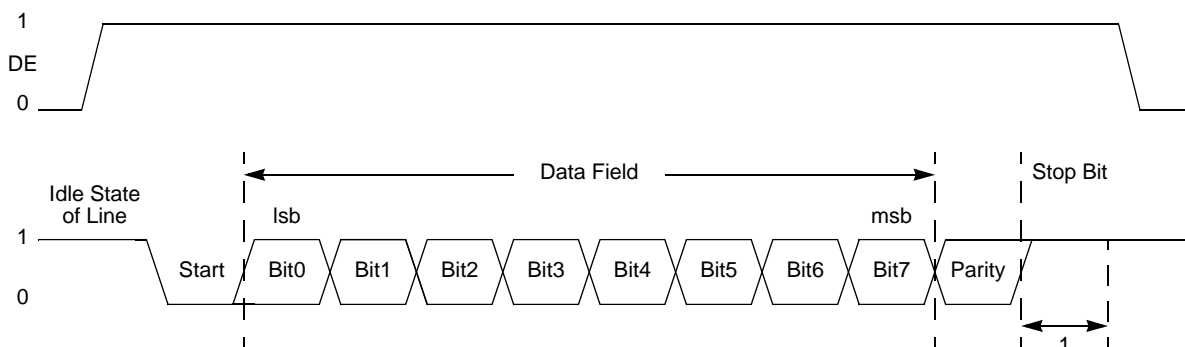 1
DE
0
Data Field
Stop Bit
Idle State
of Line
lsb
msb
1
Start
Bit0
Bit1
Bit2
Bit3
Bit4
Bit5
Bit6
Bit7
Parity
0
1